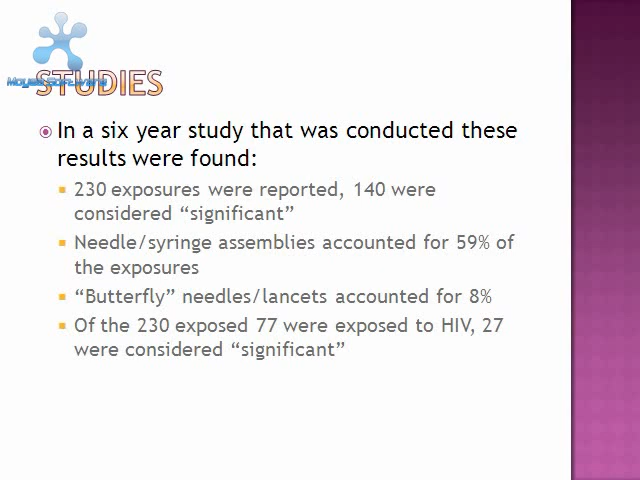 STUDIES
Moyea Software
In a six year study that was conducted these
results were found:
230 exposures were reported, 140 were
considered “significant”
Needle/syringe assemblies accounted for 59% of
the exposures
“Butterfly” needles/lancets accounted for 8%
Of the 230 exposed 77 were exposed to HIV, 27
were considered “significant”